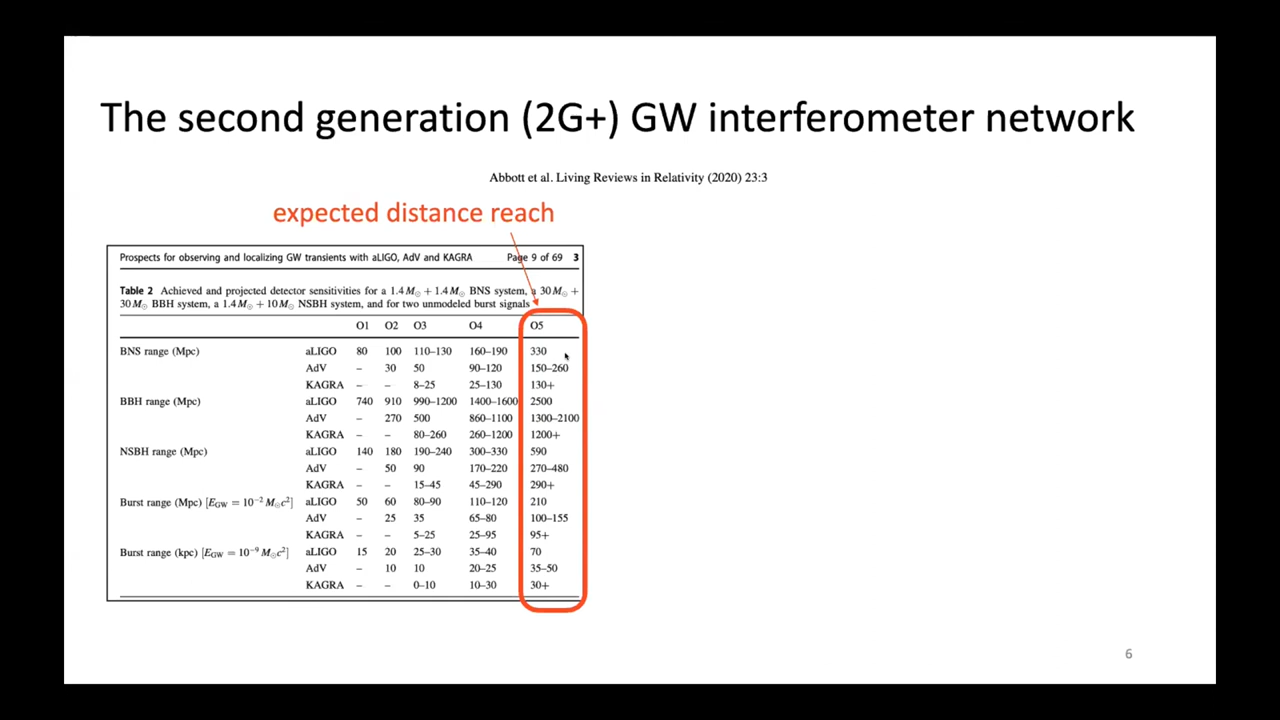 The second generation (2G+) GW interferometer network
Abbott et al. Living Reviews in Relativity (2020) 23:3
expected distance reach
Prospects for observing and localizing GW transients with aLIGO, AdV and KAGRA Page 9 of 69 3
Table 2 Achieved and projected detector sensitivities for a 1.4 M⊙ + 1.4 M⊙ BNS system, a 30 M⊙ +
30 M⊙ BBH system, a 1.4 M⊙ + 10 M⊙ NSBH system, and for two unmodeled burst signals
O1 O2 O3 O4 O5
BNS range (Mpc) aLIGO 80 100 110–130 160–190 330
AdV – 30 50 90–120 150–260
KAGRA – – 8–25 25–130 130+
BBH range (Mpc) aLIGO 740 910 990–1200 1400–1600 2500
AdV – 270 500 860–1100 1300–2100
KAGRA – – 80–260 260–1200 1200+
NSBH range (Mpc) aLIGO 140 180 190–240 300–330 590
AdV – 50 90 170–220 270–480
KAGRA – – 15–45 45–290 290+
Burst range (Mpc) [E_GW = 10⁻² M⊙c²] aLIGO 50 60 80–90 110–120 210
AdV – 25 35 65–80 100–155
KAGRA – – 5–25 25–95 95+
Burst range (kpc) [E_GW = 10⁻⁹ M⊙c²] aLIGO 15 20 25–30 35–40 70
AdV – 10 10 20–25 35–50
KAGRA – – 0–10 10–30 30+
6